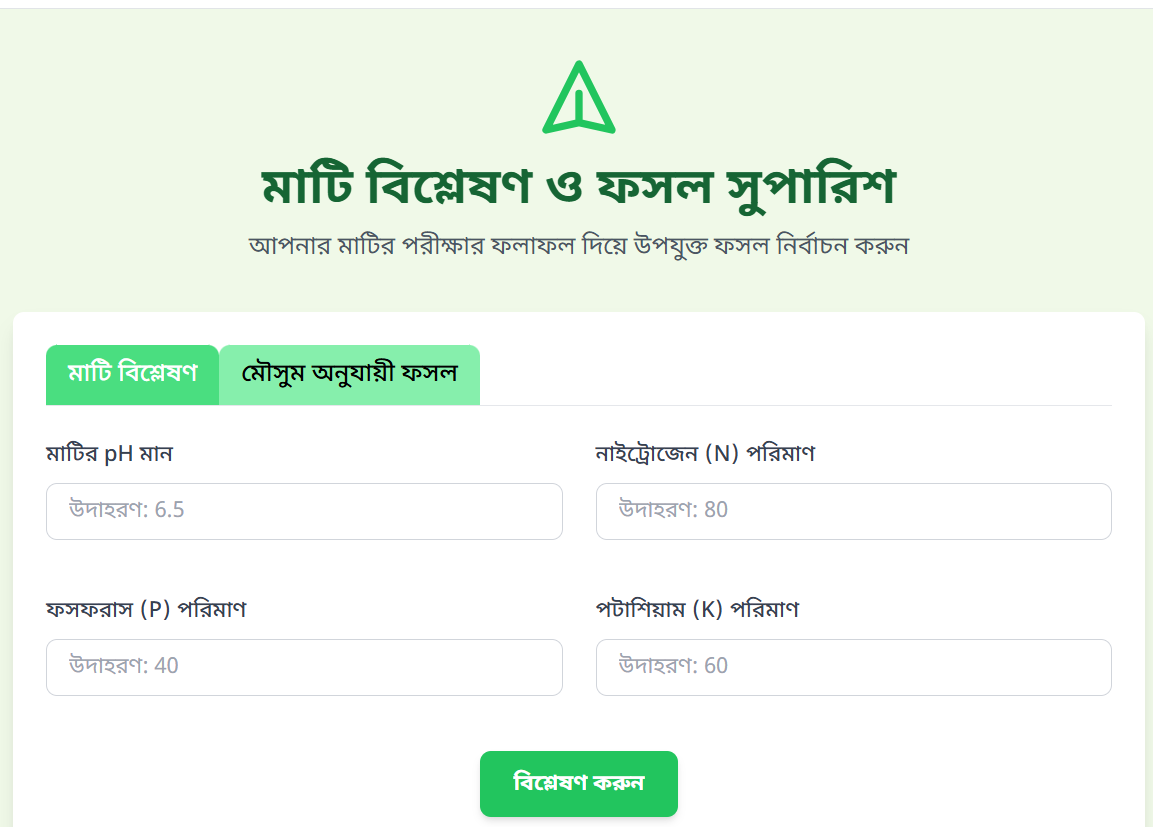 মাটি বিশ্লেষণ ও ফসল সুপারিশ
আপনার মাটির পরীক্ষার ফলাফল দিয়ে উপযুক্ত ফসল নির্বাচন করুন
মাটি বিশ্লেষণ মৌসুম অনুযায়ী ফসল
মাটির pH মান নাইট্রোজেন (N) পরিমাণ
উদাহরণ: 6.5 উদাহরণ: 80
ফসফরাস (P) পরিমাণ পটাশিয়াম (K) পরিমাণ
উদাহরণ: 40 উদাহরণ: 60
বিশ্লেষণ করুন